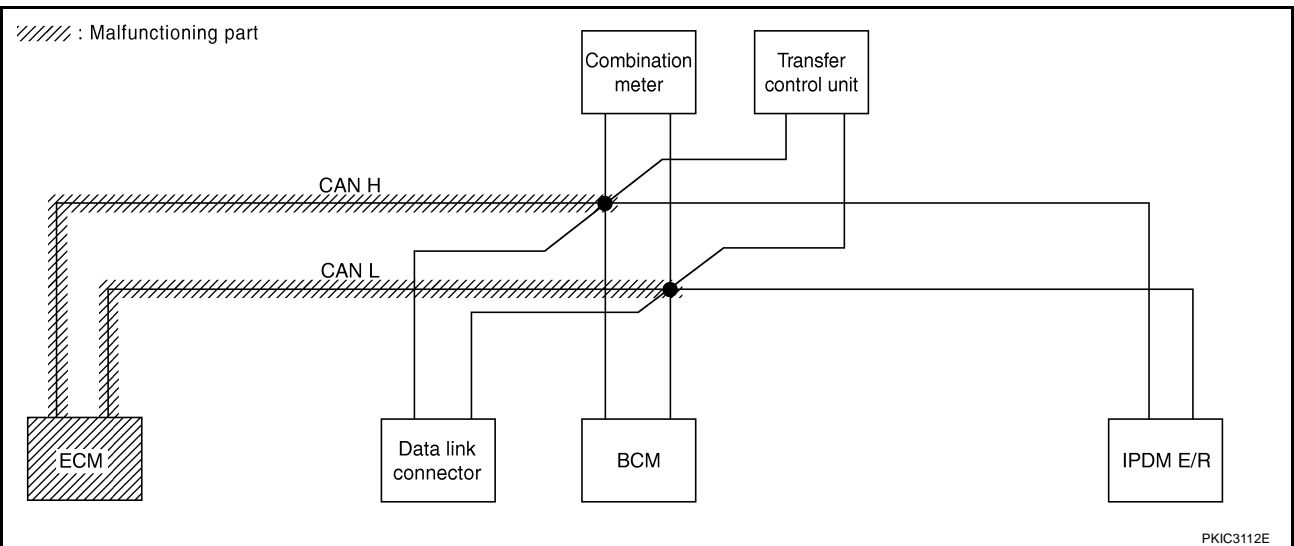 : Malfunctioning part
Combination
meter
Transfer
control unit
CAN H
CAN L
ECM
Data link
connector
BCM
IPDM E/R
PKIC3112E